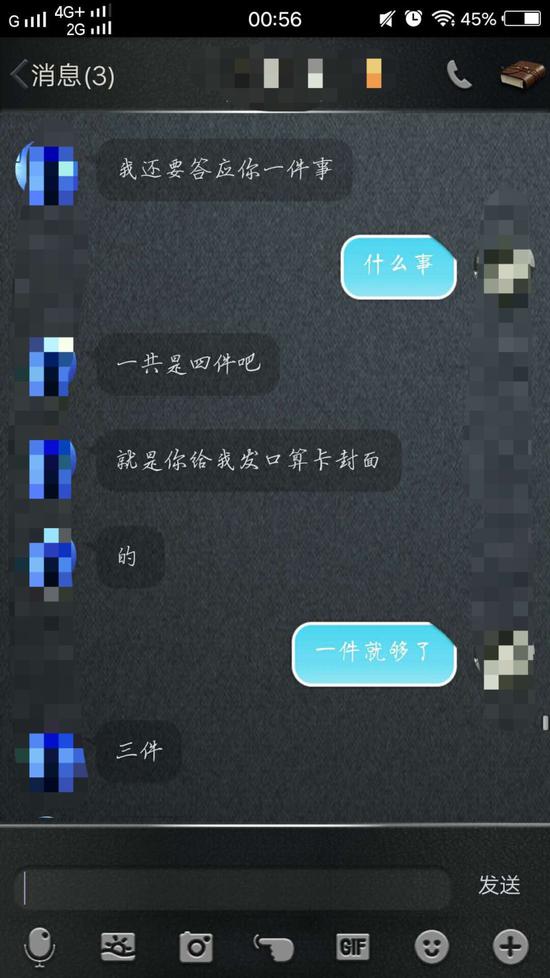 G 4G+ 2G 00:56 45%
消息(3)
我还要答应你一件事
什么事
一共是四件吧
就是你给我发口算卡封面
的
一件就够了
三件
发送
GIF